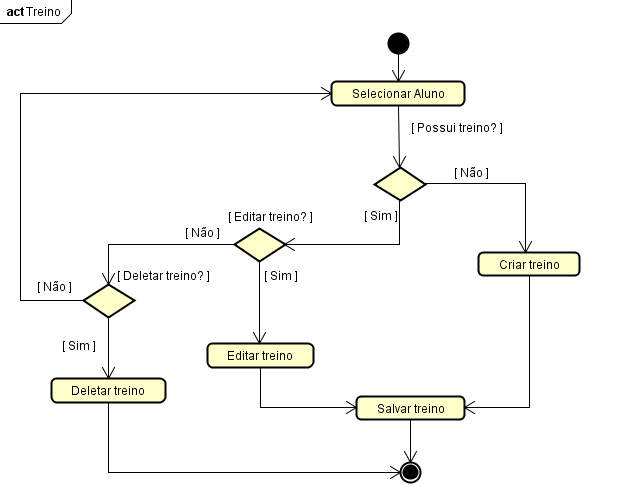 act Treino
Selecionar Aluno
[ Possui treino? ]
[ Não ]
[ Sim ]
[ Editar treino? ]
[ Não ]
Criar treino
[ Deletar treino? ]
[ Sim ]
[ Não ]
[ Sim ]
Editar treino
Deletar treino
Salvar treino